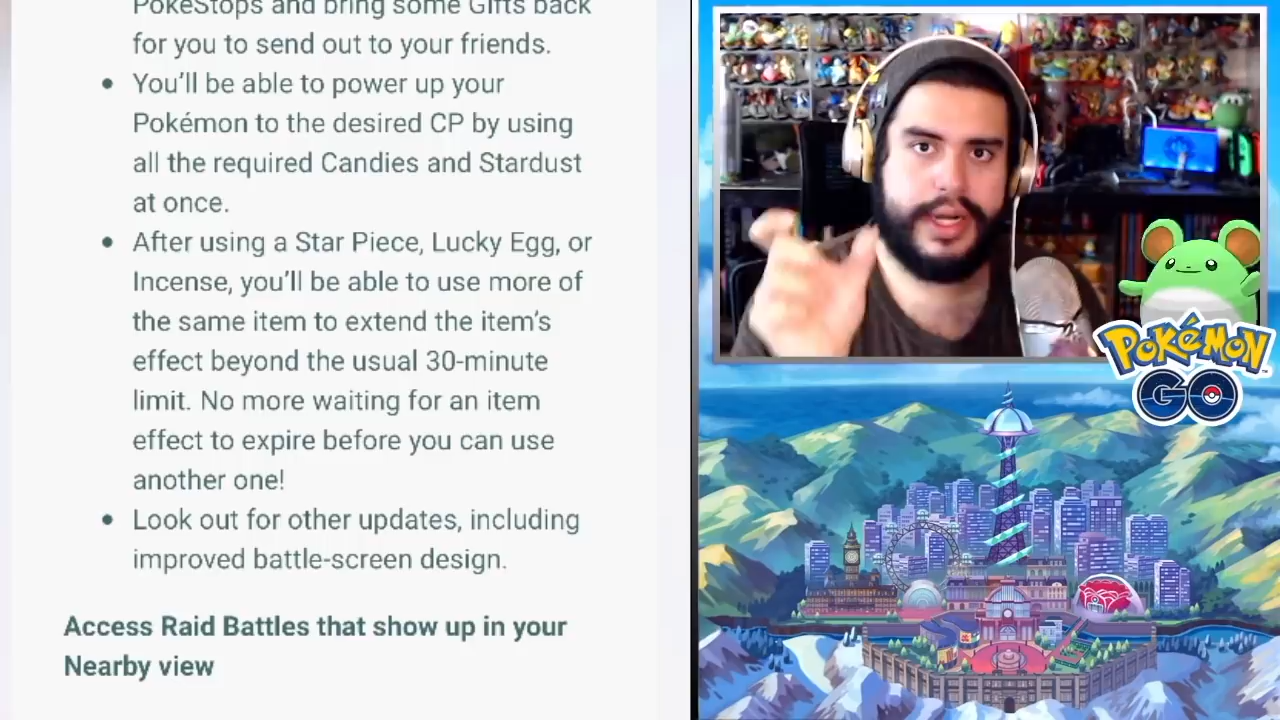 PokéStops and bring some Gifts back
for you to send out to your friends.
• You’ll be able to power up your
Pokémon to the desired CP by using
all the required Candies and Stardust
at once.
• After using a Star Piece, Lucky Egg, or
Incense, you’ll be able to use more of
the same item to extend the item’s
effect beyond the usual 30-minute
limit. No more waiting for an item
effect to expire before you can use
another one!
• Look out for other updates, including
improved battle-screen design.
Access Raid Battles that show up in your
Nearby view
POKéMON
GO